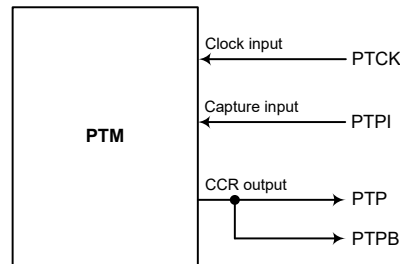 Clock input
PTCK
Capture input
PTPI
PTM
CCR output
PTP
PTPB